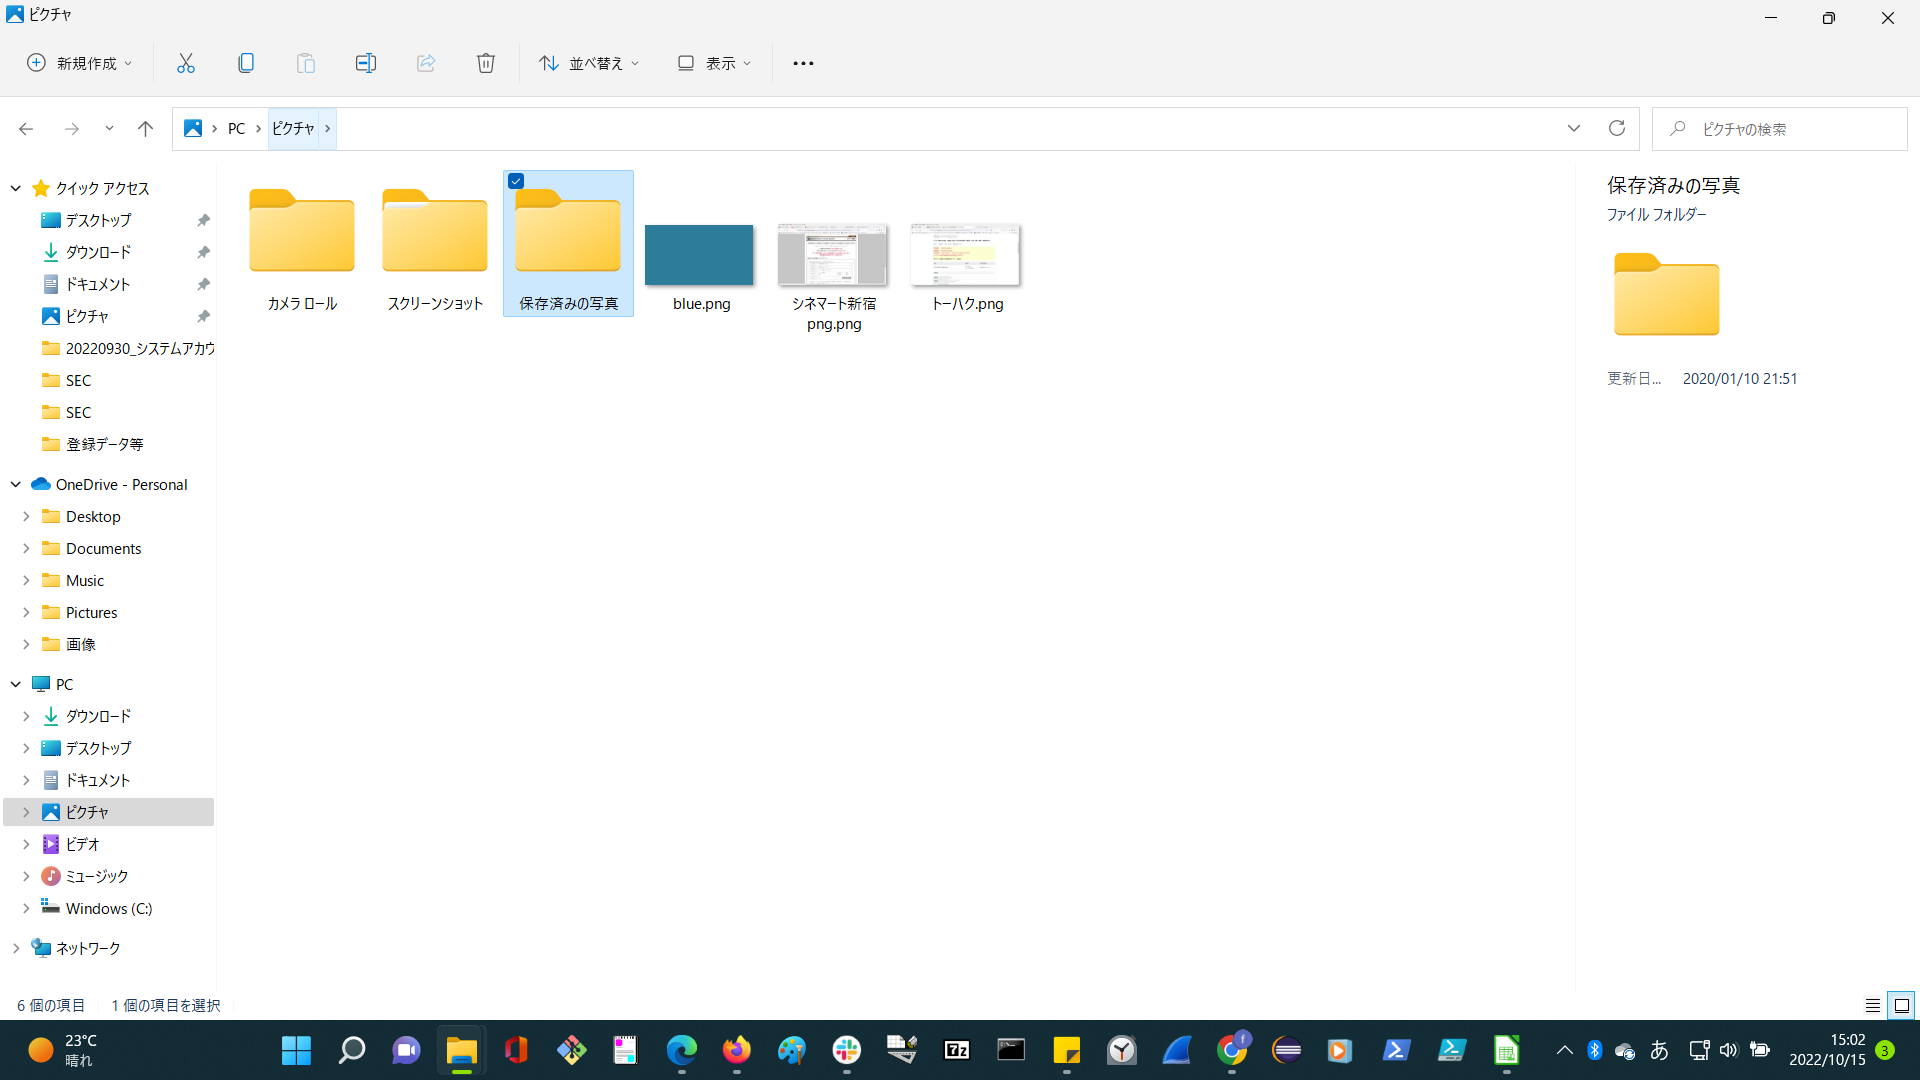 ピクチャ
新規作成
並べ替え
表示
PC
ピクチャ
ピクチャの検索
クイック アクセス
デスクトップ
ダウンロード
ドキュメント
ピクチャ
20220930_システムアカウ
SEC
SEC
登録データ等
OneDrive - Personal
Desktop
Documents
Music
Pictures
画像
PC
ダウンロード
デスクトップ
ドキュメント
ピクチャ
ビデオ
ミュージック
Windows (C:)
ネットワーク
カメラ ロール
スクリーンショット
保存済みの写真
blue.png
シネマート新宿
png.png
トーハク.png
保存済みの写真
ファイル フォルダー
更新日... 2020/01/10 21:51
6 個の項目
1 個の項目を選択
23°C
晴れ
7z
f
あ
15:02
2022/10/15
3